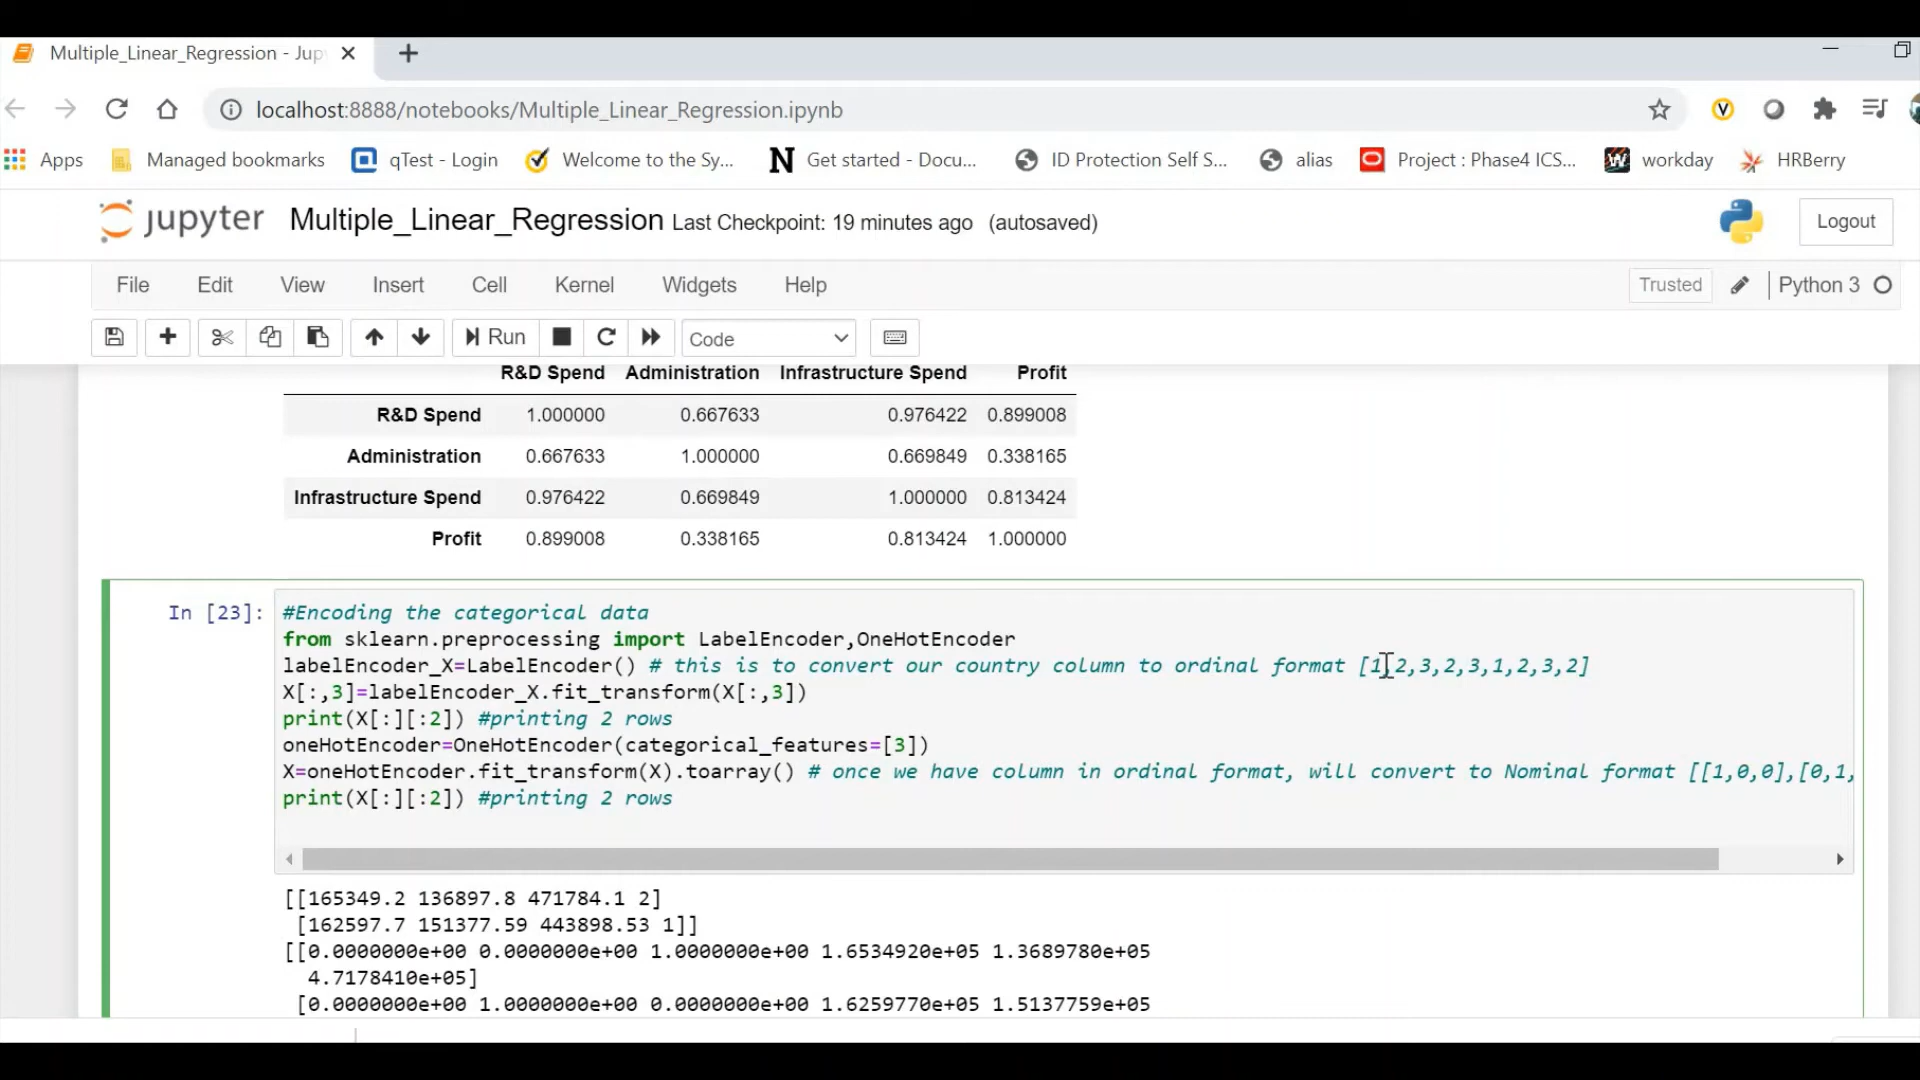 Multiple_Linear_Regression - Jup
localhost:8888/notebooks/Multiple_Linear_Regression.ipynb
Apps Managed bookmarks qTest - Login Welcome to the Sy... Get started - Docu... ID Protection Self S... alias Project : Phase4 ICS... workday HRBerry
jupyter Multiple_Linear_Regression Last Checkpoint: 19 minutes ago (autosaved) Logout
File Edit View Insert Cell Kernel Widgets Help Trusted Python 3
Run Code
R&D Spend Administration Infrastructure Spend Profit
R&D Spend 1.000000 0.667633 0.976422 0.899008
Administration 0.667633 1.000000 0.669849 0.338165
Infrastructure Spend 0.976422 0.669849 1.000000 0.813424
Profit 0.899008 0.338165 0.813424 1.000000
In [23]: #Encoding the categorical data
from sklearn.preprocessing import LabelEncoder,OneHotEncoder
labelEncoder_X=LabelEncoder() # this is to convert our country column to ordinal format [1,2,3,2,3,1,2,3,2]
X[:,3]=labelEncoder_X.fit_transform(X[:,3])
print(X[:][:2]) #printing 2 rows
oneHotEncoder=OneHotEncoder(categorical_features=[3])
X=oneHotEncoder.fit_transform(X).toarray() # once we have column in ordinal format, will convert to Nominal format [[1,0,0],[0,1,
print(X[:][:2]) #printing 2 rows
[[165349.2 136897.8 471784.1 2]
[162597.7 151377.59 443898.53 1]]
[[0.0000000e+00 0.0000000e+00 1.0000000e+00 1.6534920e+05 1.3689780e+05
4.7178410e+05]
[0.0000000e+00 1.0000000e+00 0.0000000e+00 1.6259770e+05 1.5137759e+05